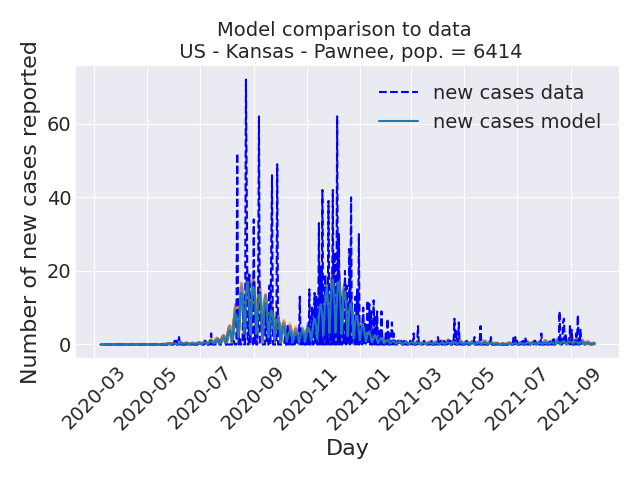 Model comparison to data
US - Kansas - Pawnee, pop. = 6414
Number of new cases reported
60
40
20
0
new cases data
new cases model
2020-03
2020-05
2020-07
2020-09
2020-11
2021-01
2021-03
2021-05
2021-07
2021-09
Day